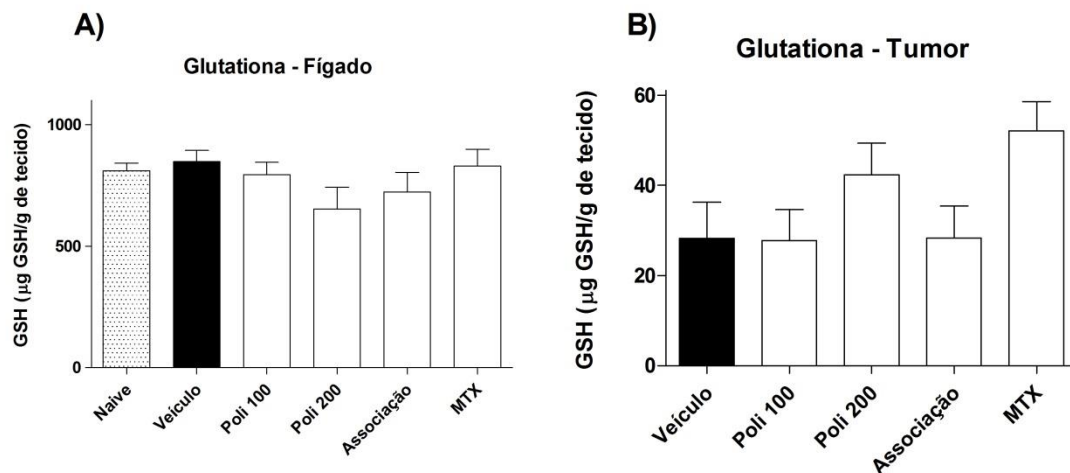 A)
Glutationa - Fígado
GSH (µg GSH/g de tecido)
1000
500
0
Naive
Veículo
Poli 100
Poli 200
Associação
MTX
B)
Glutationa - Tumor
GSH (µg GSH/g de tecido)
60
40
20
0
Veículo
Poli 100
Poli 200
Associação
MTX